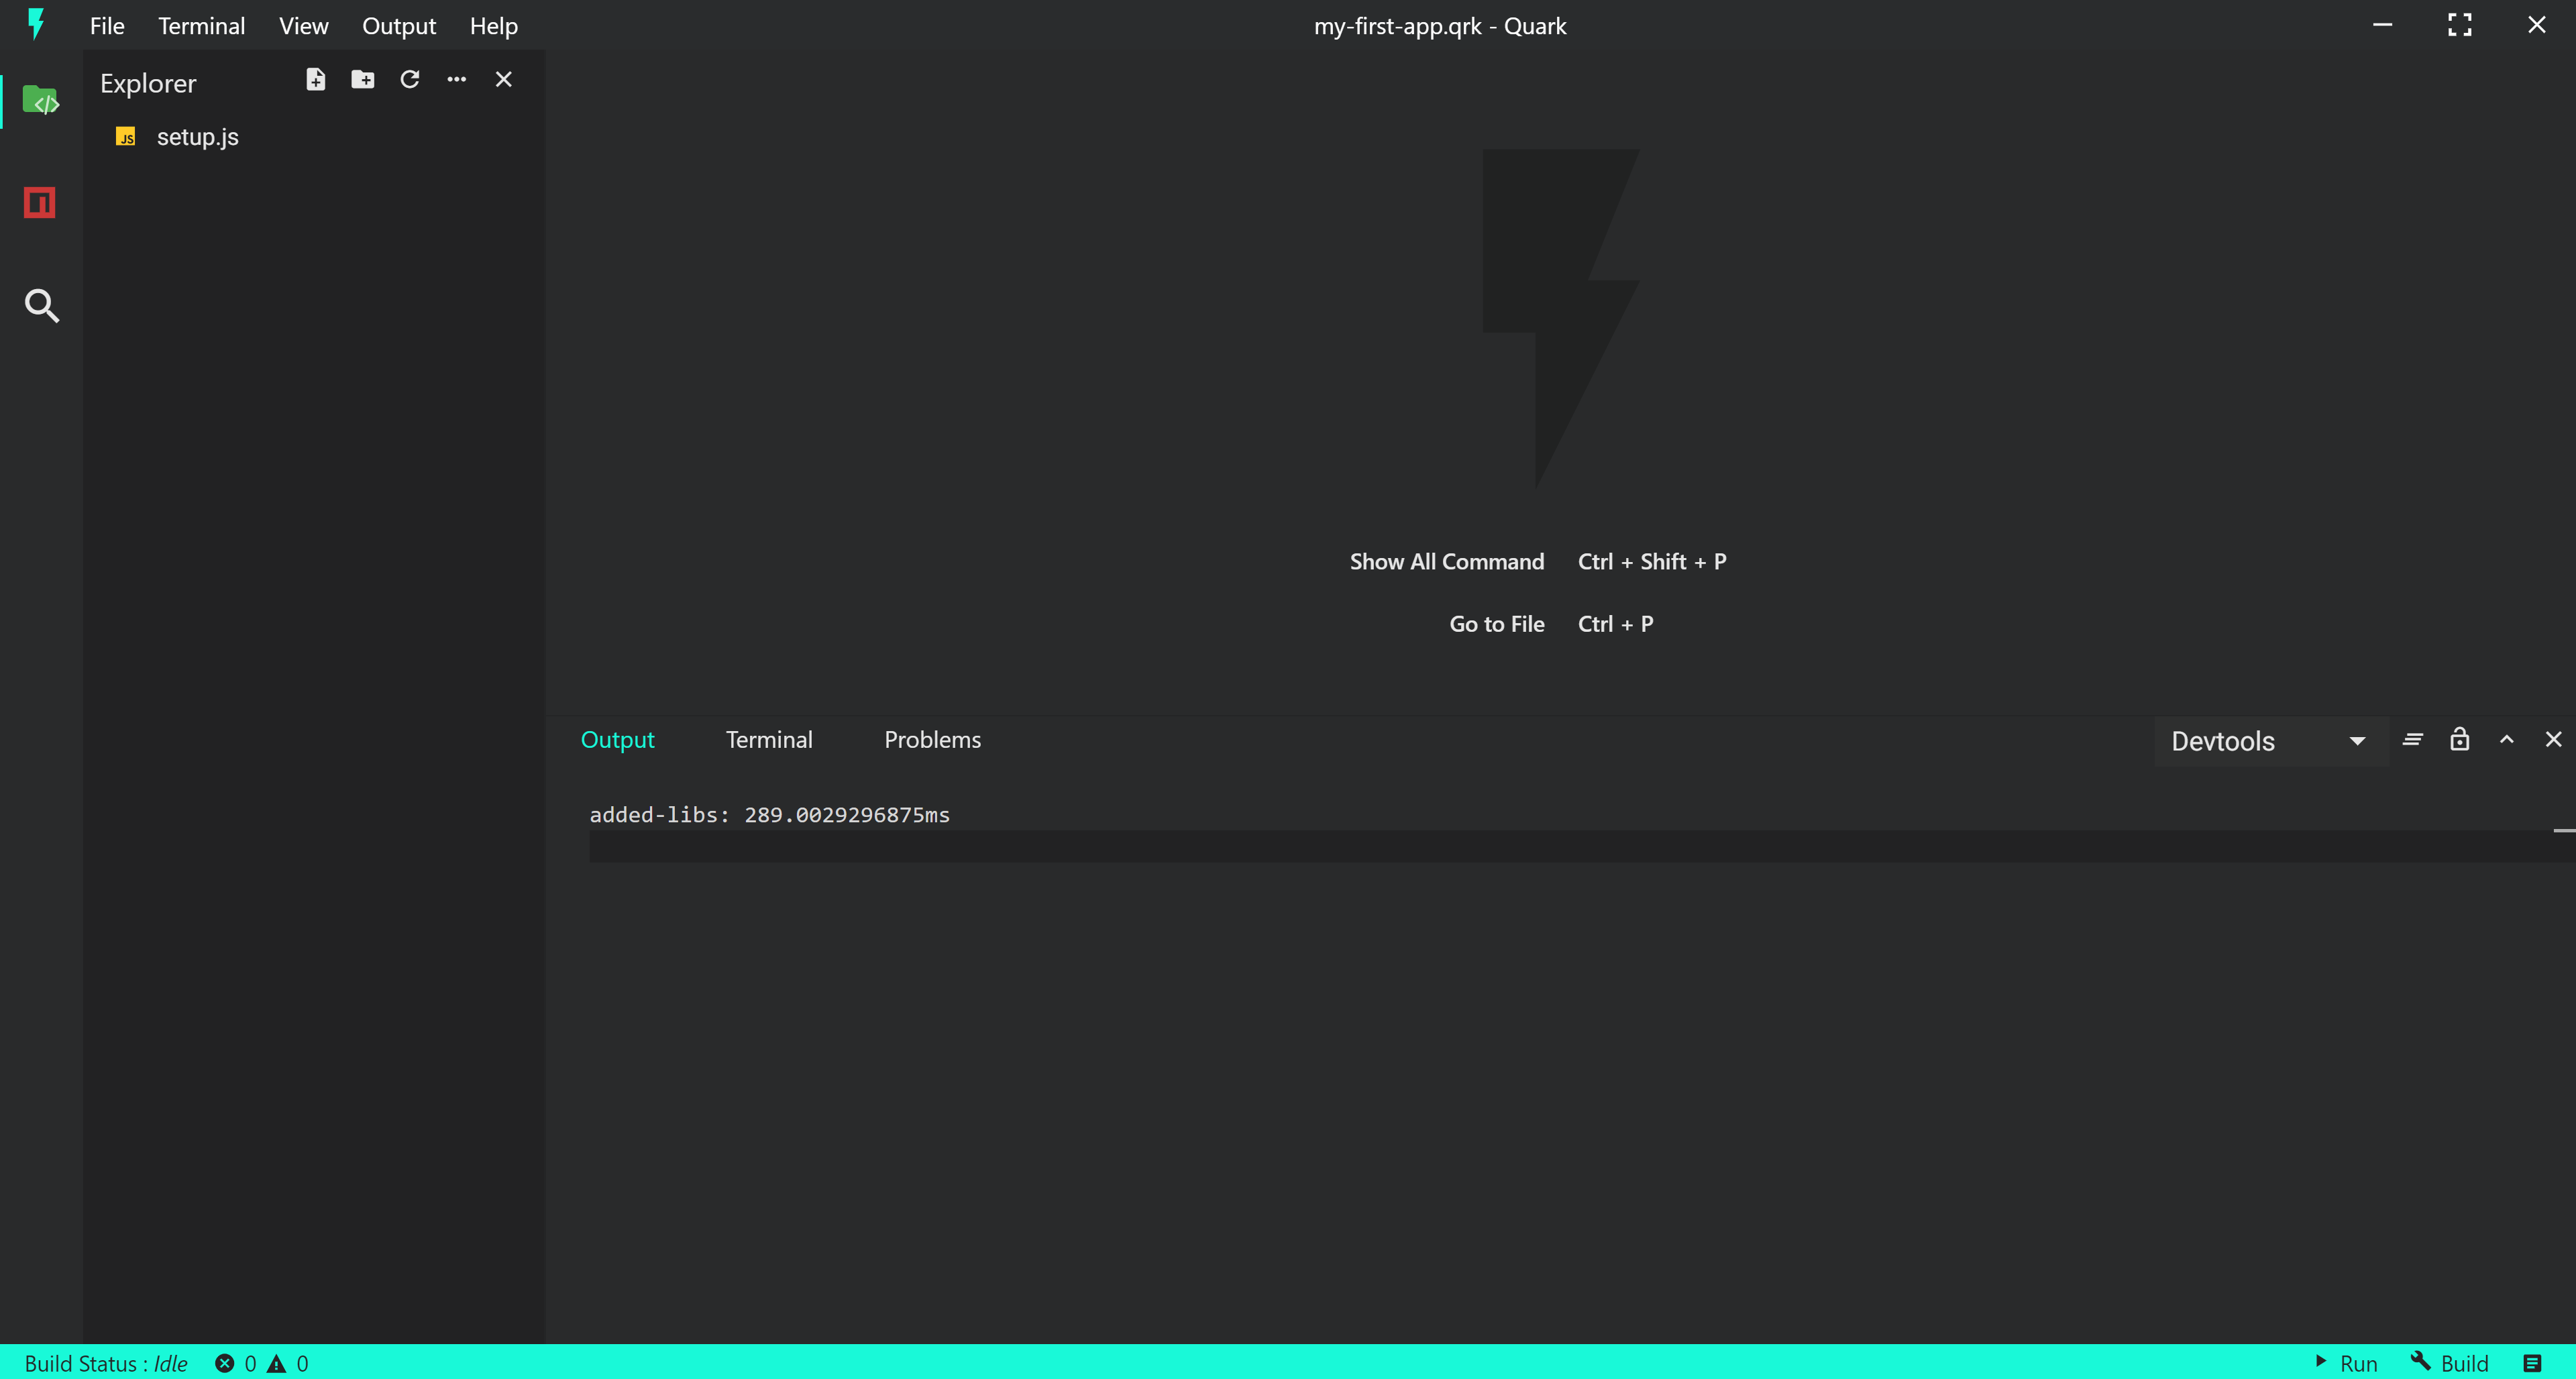 File Terminal View Output Help my-first-app.qrk - Quark
Explorer
JS setup.js
Show All Command Ctrl + Shift + P
Go to File Ctrl + P
Output Terminal Problems Devtools
added-libs: 289.0029296875ms
Build Status : Idle 0 0 Run Build